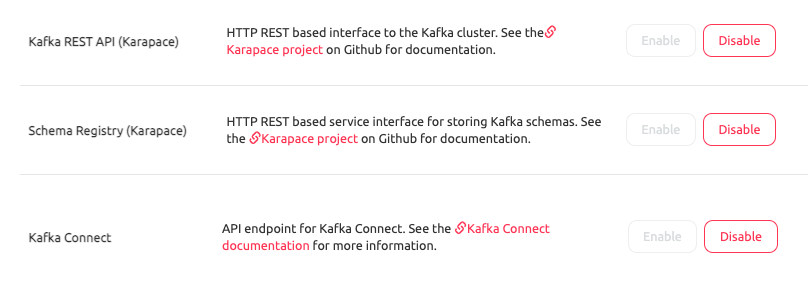 HTTP REST based interface to the Kafka cluster. See the
Kafka REST API (Karapace)
Karapace project on Github for documentation.
Enable
Disable
HTTP REST based service interface for storing Kafka schemas. See
Schema Registry (Karapace)
the Karapace project on Github for documentation.
Enable
Disable
API endpoint for Kafka Connect. See the Kafka Connect
Kafka Connect
documentation for more information.
Enable
Disable